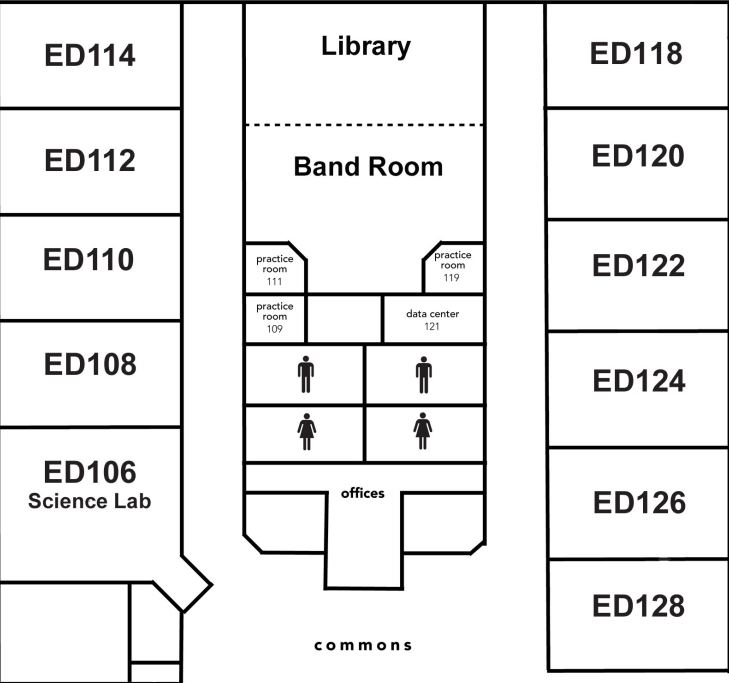 ED114
Library
ED118
ED112
Band Room
ED120
ED110
practice
room
111
practice
room
119
ED122
practice
room
109
data center
121
ED108
ED124
ED106
Science Lab
offices
ED126
ED128
commons